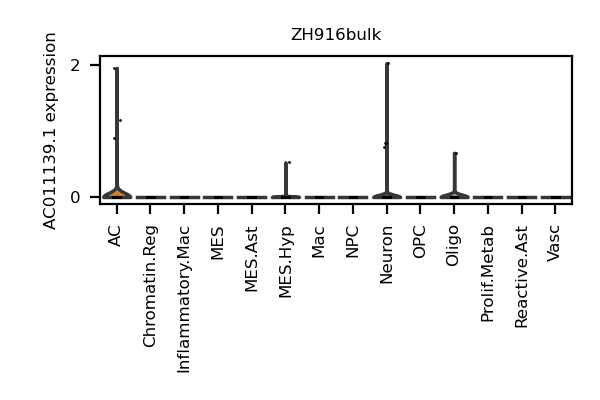 ZH916bulk
AC011139.1 expression
2
0
AC
Chromatin.Reg
Inflammatory.Mac
MES
MES.Ast
MES.Hyp
Mac
NPC
Neuron
OPC
Oligo
Prolif.Metab
Reactive.Ast
Vasc